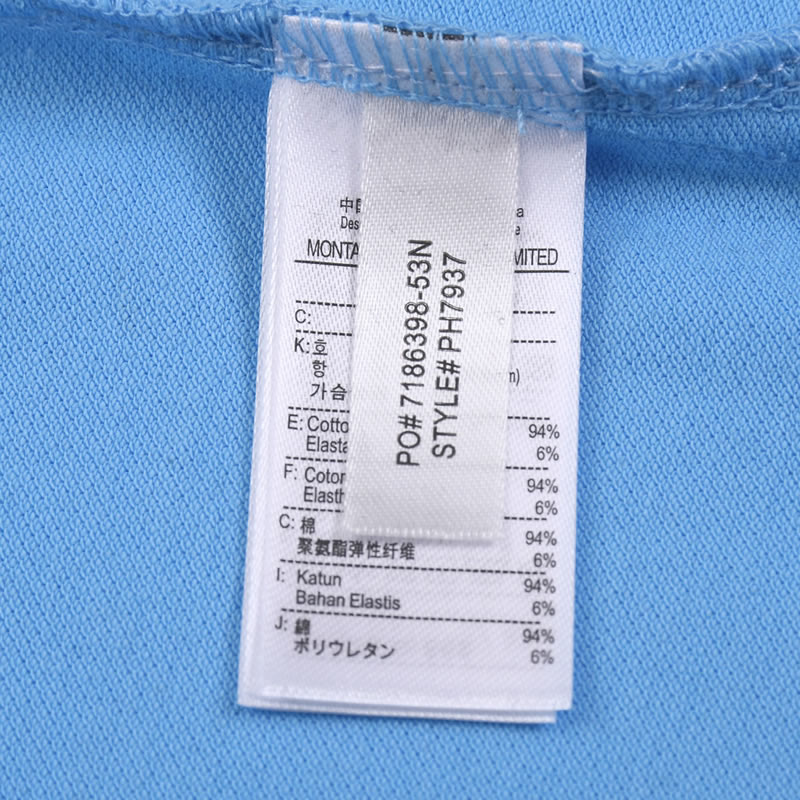 PO# 7186398-53N
STYLE# PH7937
中
MONTA MITED
C:
K: 호
항
가슴
E: Cotto 94%
Elasta 6%
F: Coton 94%
Elasth 6%
C: 棉 94%
聚氨酯弹性纤维 6%
I: Katun 94%
Bahan Elastis 6%
J: 綿 94%
ポリウレタン 6%